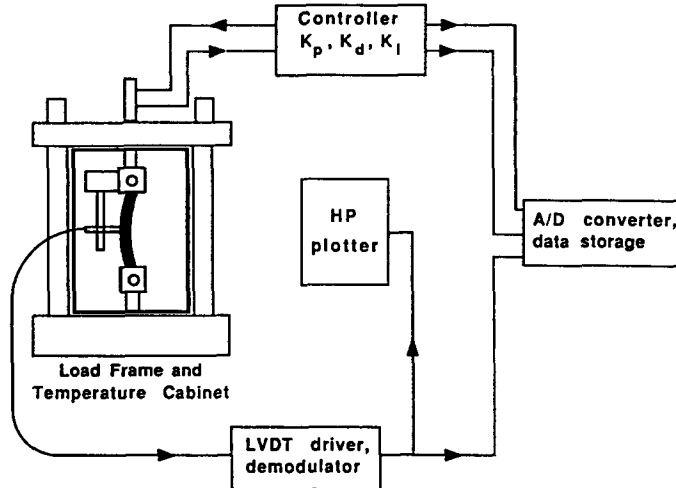 Controller
Kp, Kd, KI
HP
plotter
A/D converter,
data storage
Load Frame and
Temperature Cabinet
LVDT driver,
demodulator